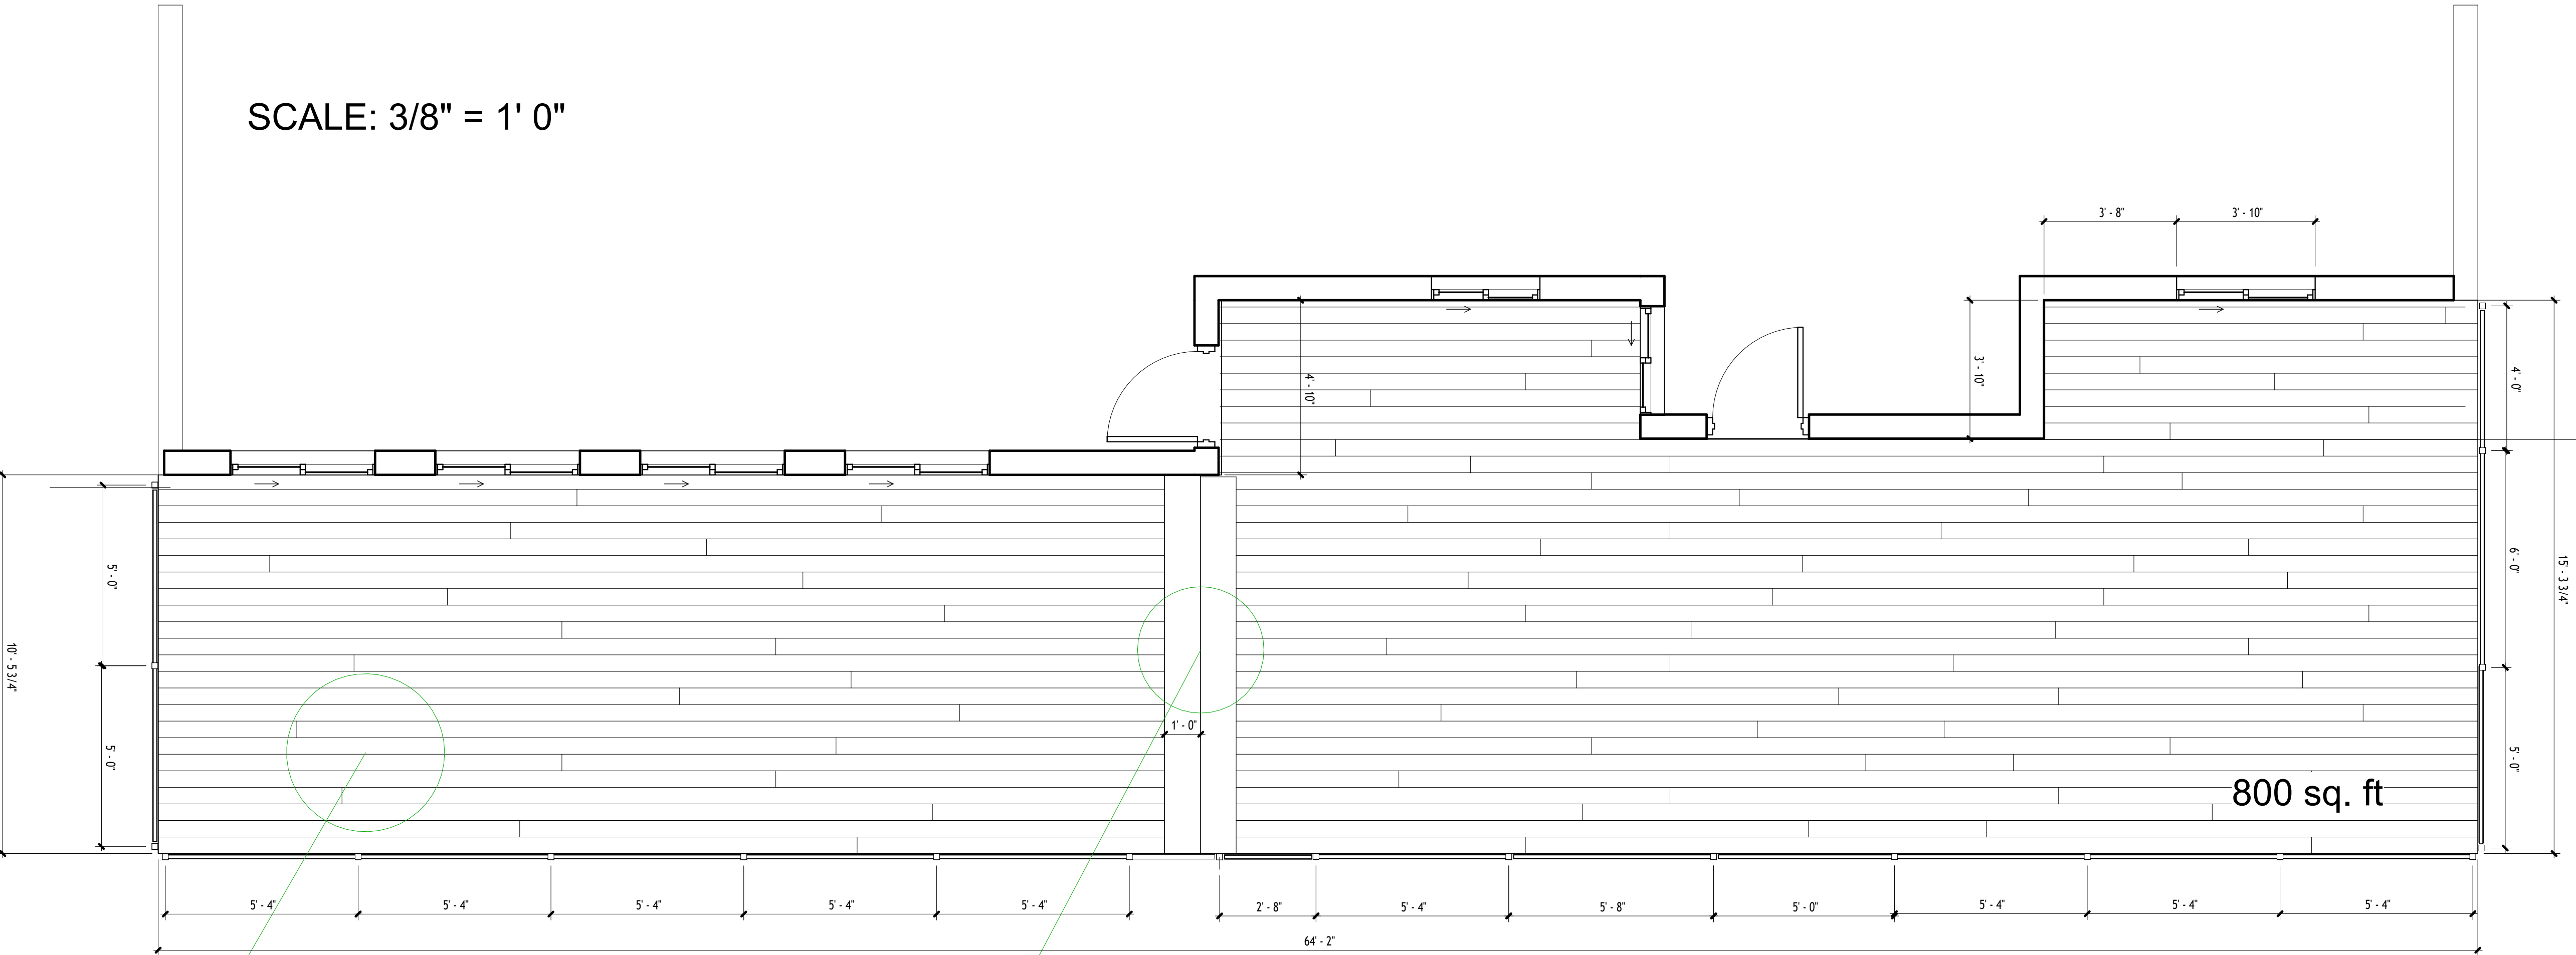 SCALE: 3/8" = 1' 0"
3' - 8"
3' - 10"
4' - 10"
3' - 10"
4' - 0"
6' - 0"
5' - 0"
15' - 3 3/4"
5' - 0"
5' - 0"
10' - 5 3/4"
1' - 0"
800 sq. ft
5' - 4"
5' - 4"
5' - 4"
5' - 4"
5' - 4"
2' - 8"
5' - 4"
5' - 8"
5' - 0"
5' - 4"
5' - 4"
5' - 4"
64' - 2"